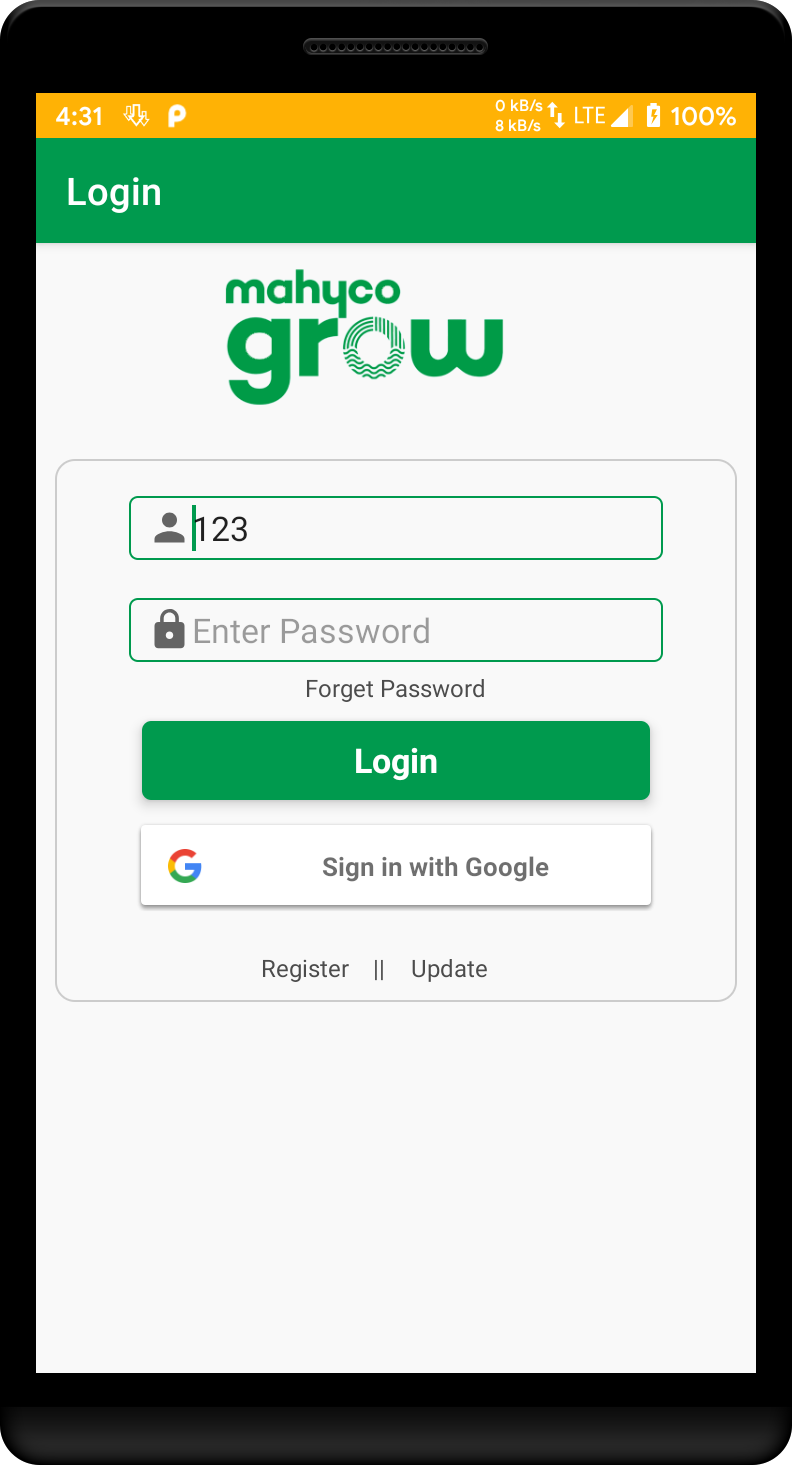 4:31 0 kB/s 8 kB/s LTE 100%
Login
mahyco
grow
123
Enter Password
Forget Password
Login
Sign in with Google
Register || Update